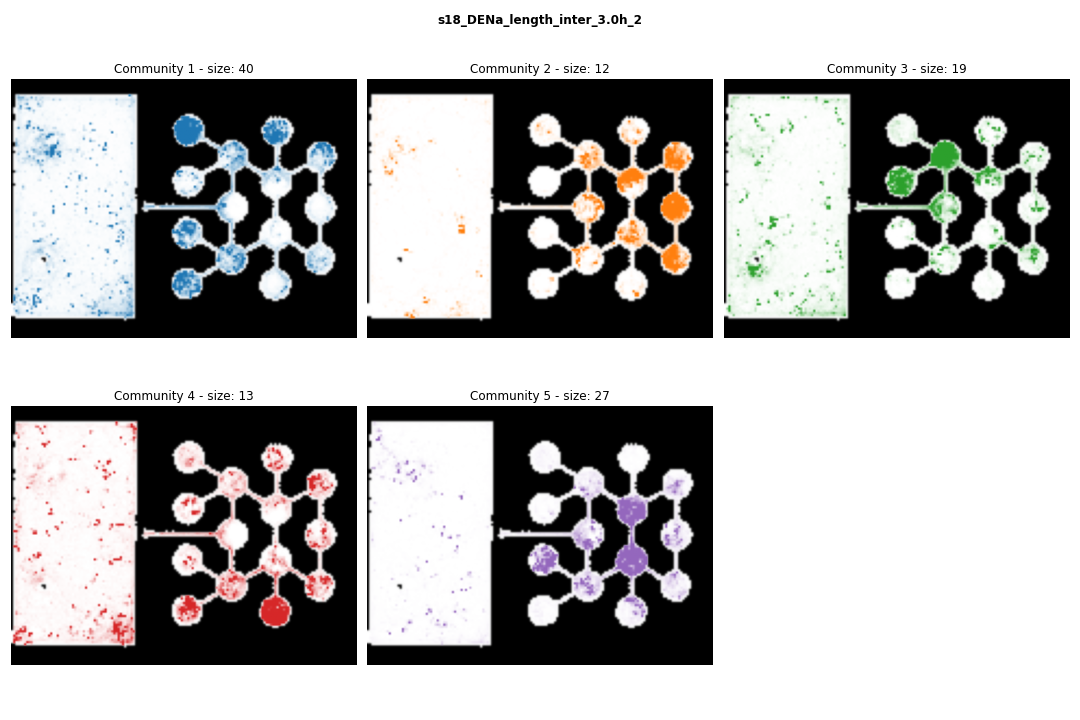 s18_DENa_length_inter_3.0h_2
Community 1 - size: 40
Community 2 - size: 12
Community 3 - size: 19
Community 4 - size: 13
Community 5 - size: 27